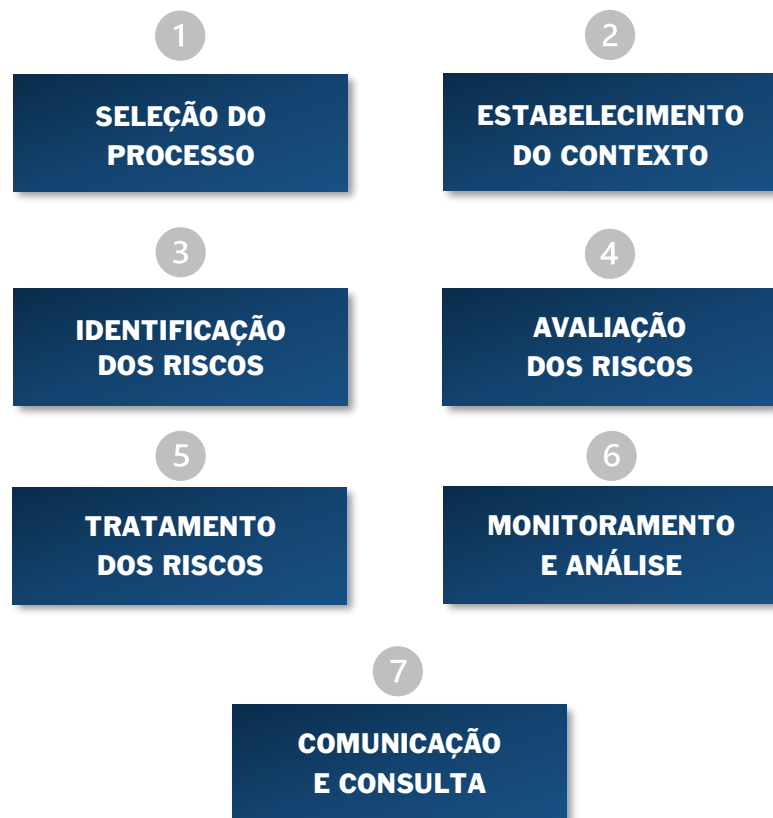 1
SELEÇÃO DO
PROCESSO
2
ESTABELECIMENTO
DO CONTEXTO
3
IDENTIFICAÇÃO
DOS RISCOS
4
AVALIAÇÃO
DOS RISCOS
5
TRATAMENTO
DOS RISCOS
6
MONITORAMENTO
E ANÁLISE
7
COMUNICAÇÃO
E CONSULTA